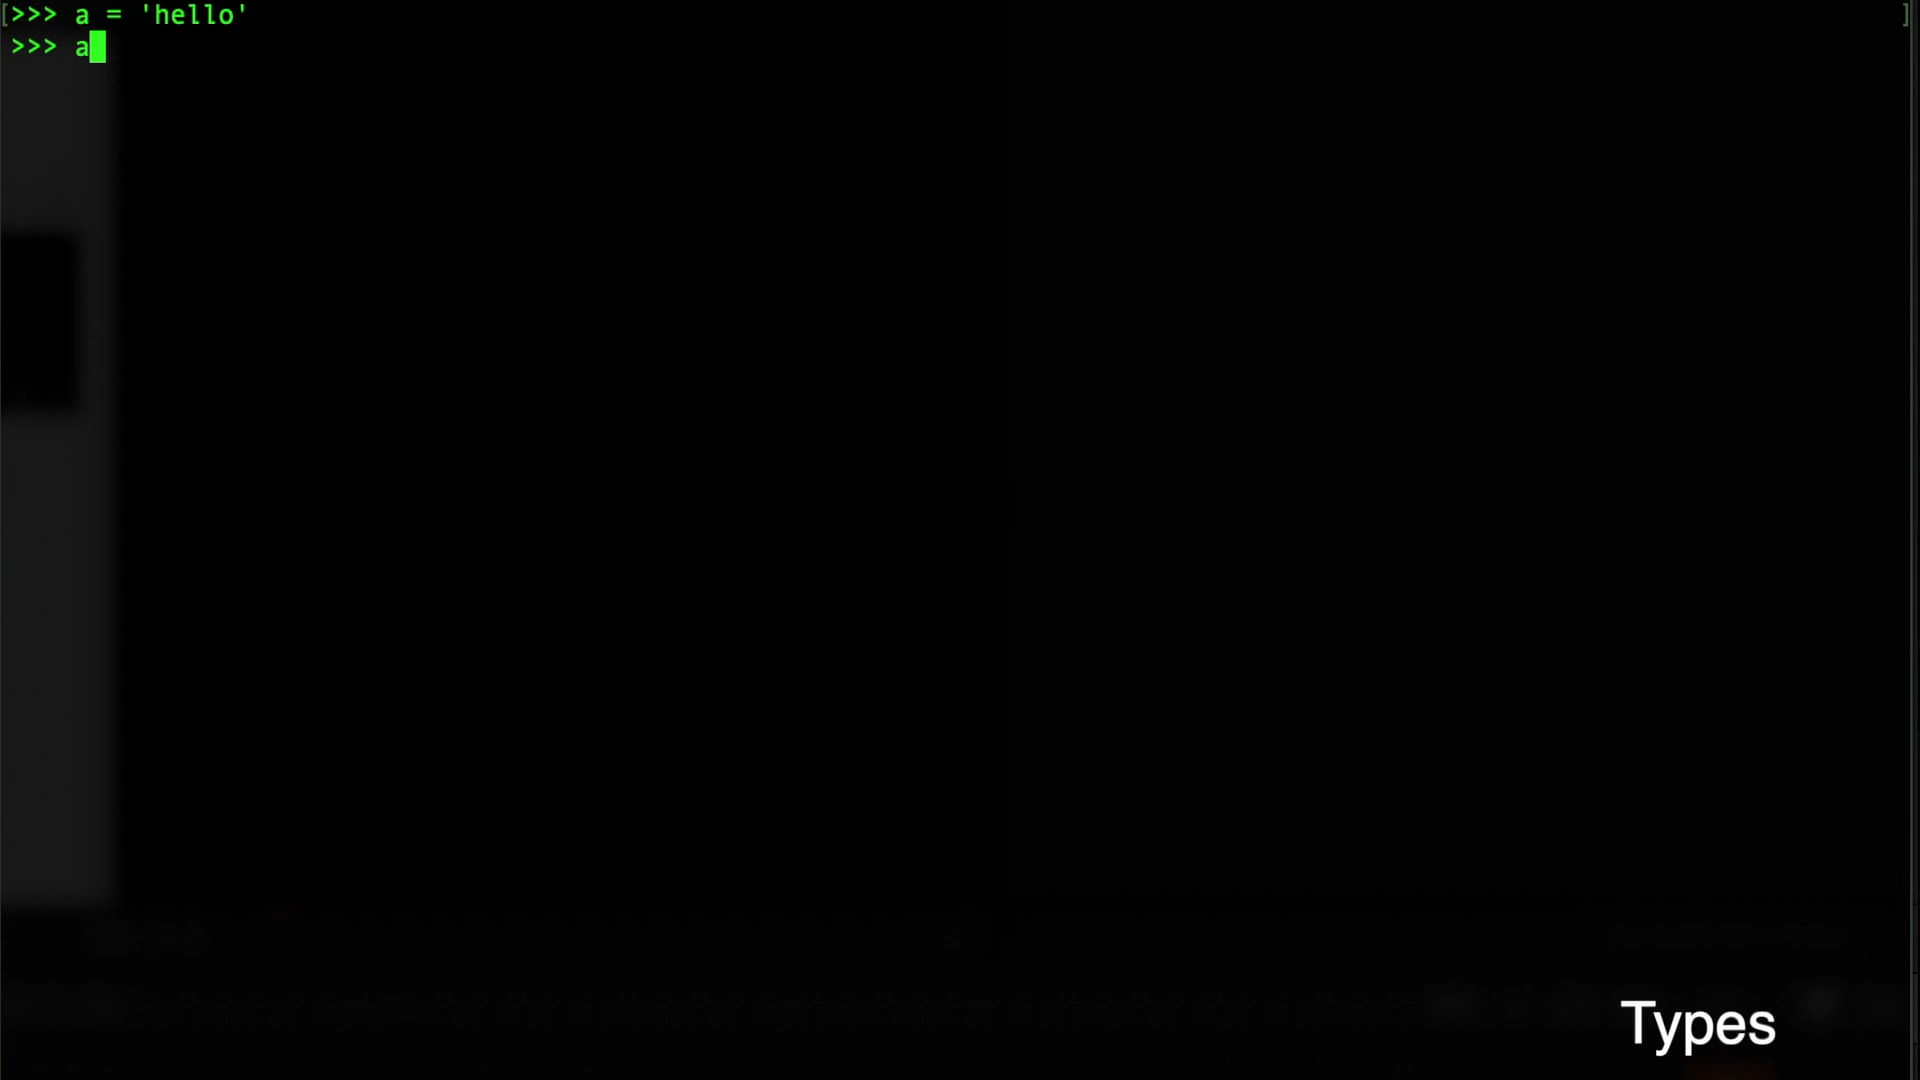 [>>> a = 'hello' ]
>>> a
Types